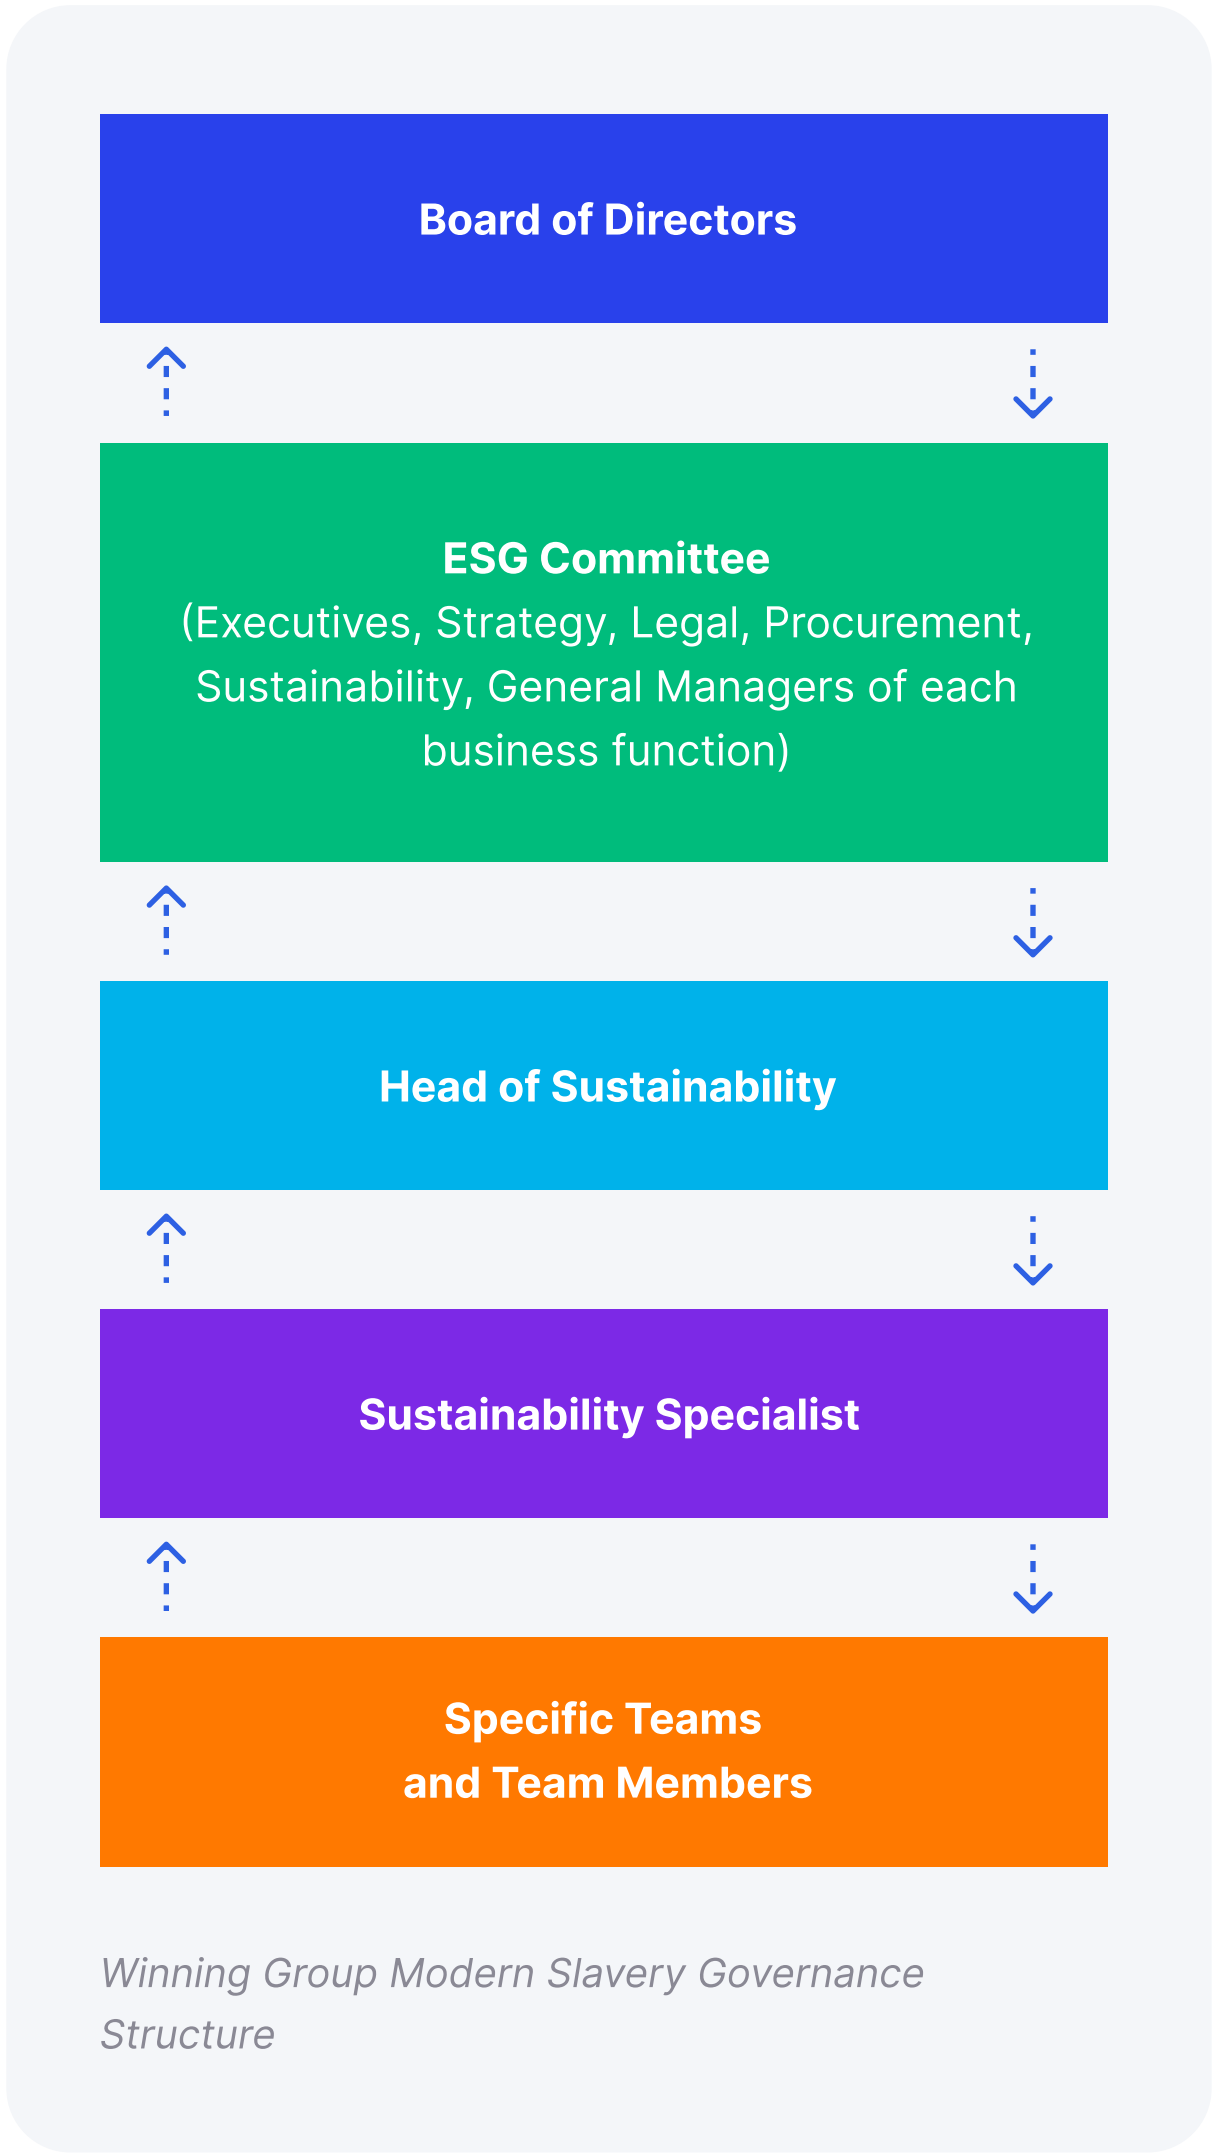 Board of Directors
ESG Committee
(Executives, Strategy, Legal, Procurement,
Sustainability, General Managers of each
business function)
Head of Sustainability
Sustainability Specialist
Specific Teams
and Team Members
Winning Group Modern Slavery Governance
Structure